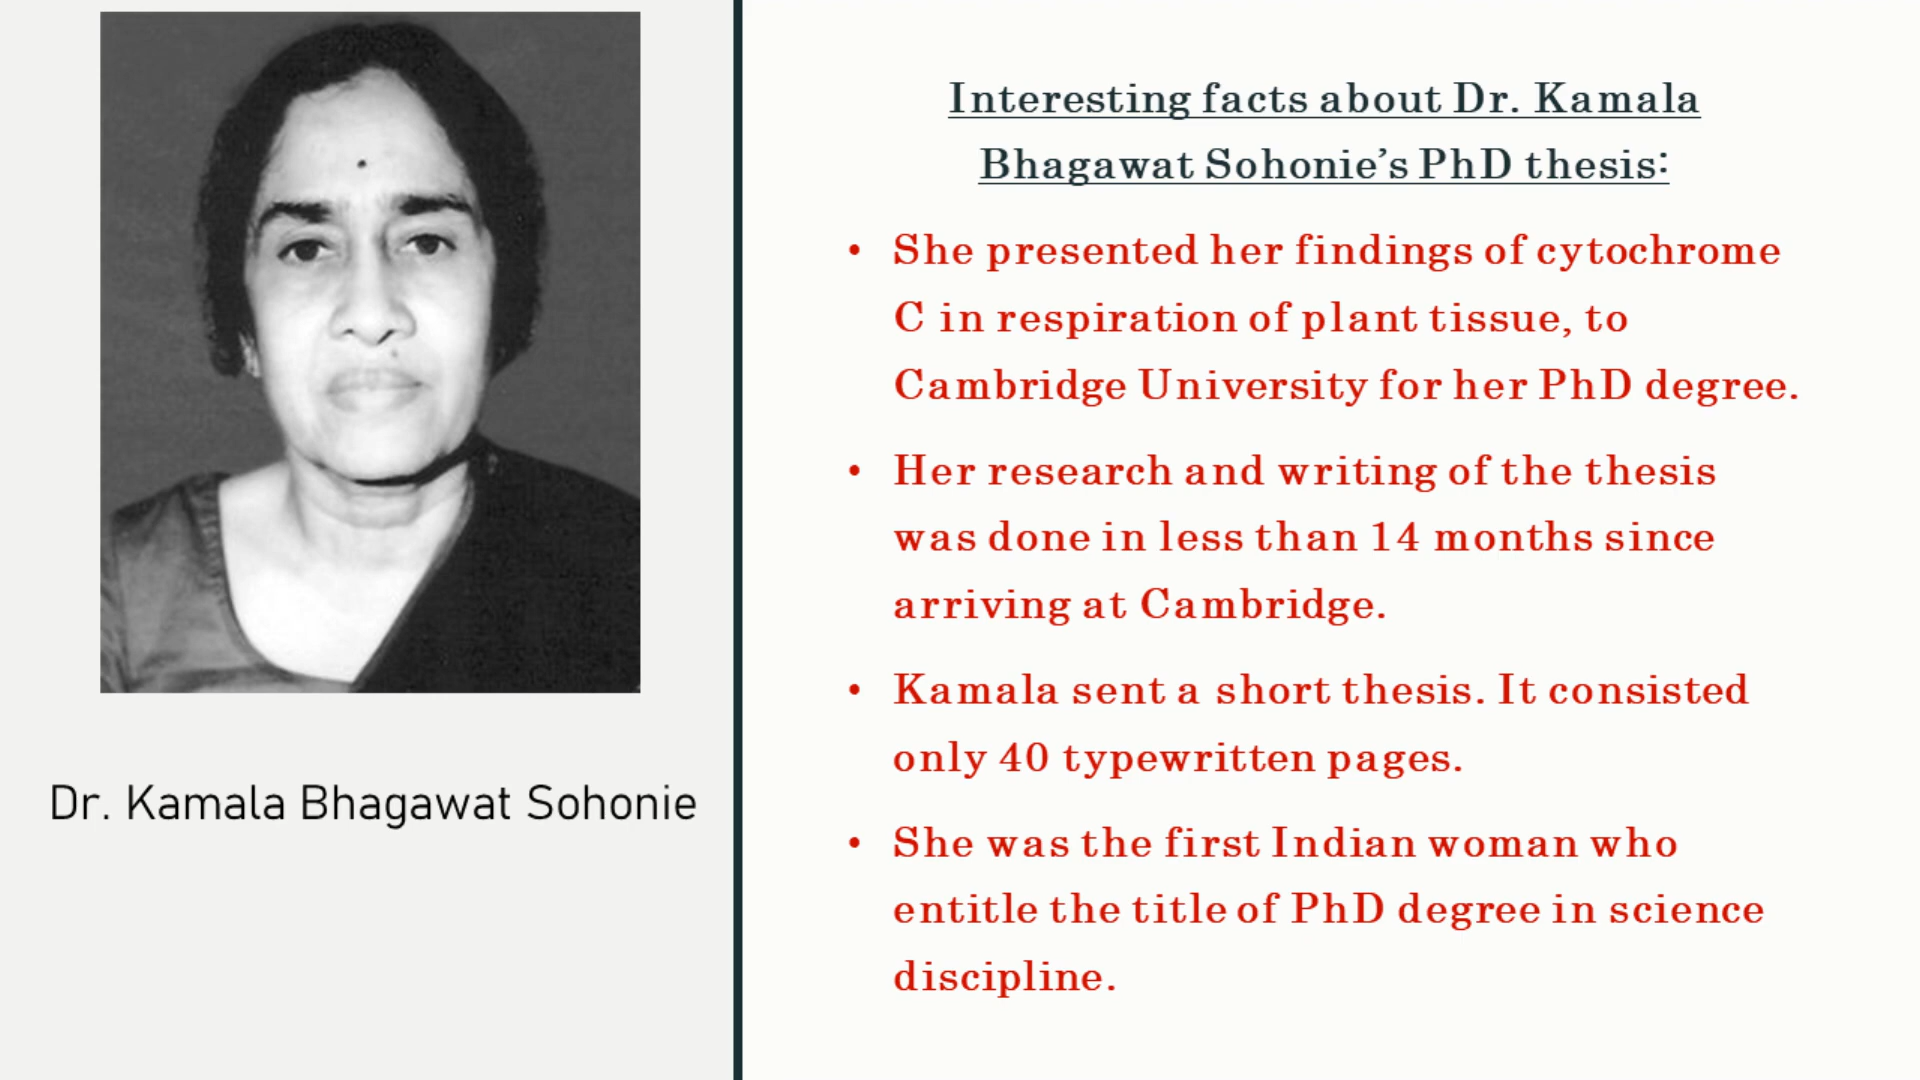 Dr. Kamala Bhagawat Sohonie
Interesting facts about Dr. Kamala
Bhagawat Sohonie’s PhD thesis:
• She presented her findings of cytochrome
C in respiration of plant tissue, to
Cambridge University for her PhD degree.
• Her research and writing of the thesis
was done in less than 14 months since
arriving at Cambridge.
• Kamala sent a short thesis. It consisted
only 40 typewritten pages.
• She was the first Indian woman who
entitle the title of PhD degree in science
discipline.